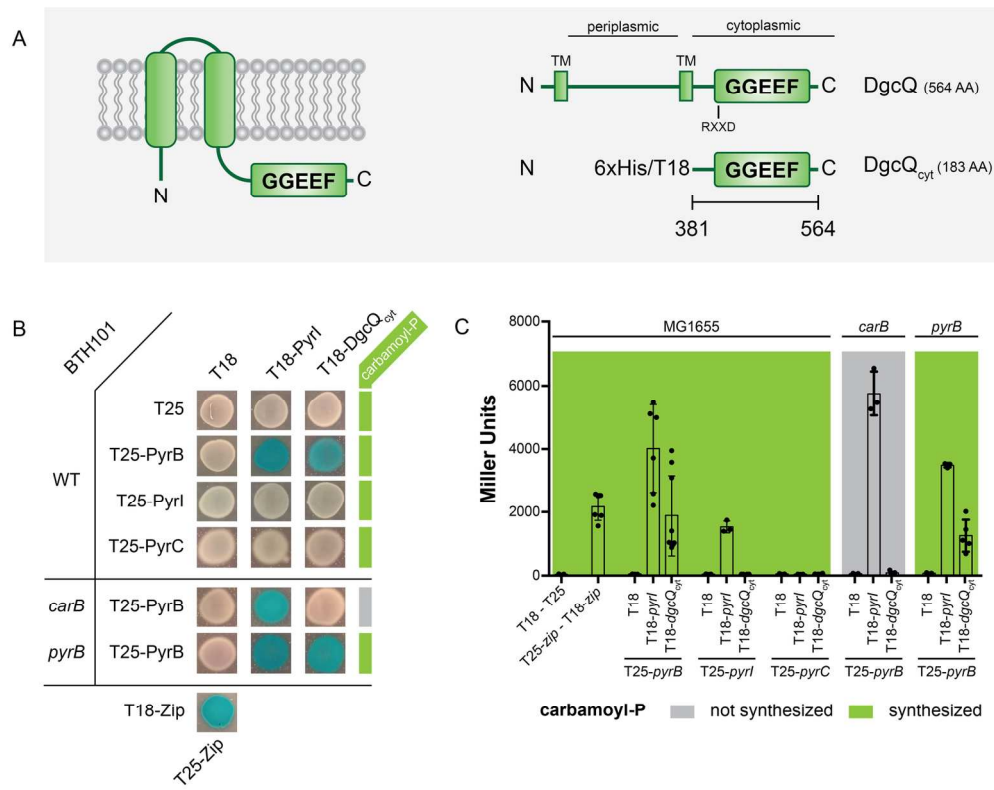 A
N
GGEEF
C
periplasmic
cytoplasmic
TM
TM
N
GGEEF
C
DgcQ (564 AA)
RXXD
N
6xHis/T18
GGEEF
C
DgcQcyt (183 AA)
381
564
B
BTH101
T18
T18-PyrI
T18-DgcQcyt
carbamoyl-P
WT
T25
T25-PyrB
T25-PyrI
T25-PyrC
carB
T25-PyrB
pyrB
T25-PyrB
T18-Zip
T25-Zip
C
MG1655
carB
pyrB
Miller Units
8000
6000
4000
2000
0
T18 - T25
T25-zip - T18-zip
T18
T18-pyrI
T18-dgcQcyt
T18
T18-pyrI
T18-dgcQcyt
T18
T18-pyrI
T18-dgcQcyt
T18
T18-pyrI
T18-dgcQcyt
T18
T18-pyrI
T18-dgcQcyt
T25-pyrB
T25-pyrI
T25-pyrC
T25-pyrB
T25-pyrB
carbamoyl-P
not synthesized
synthesized